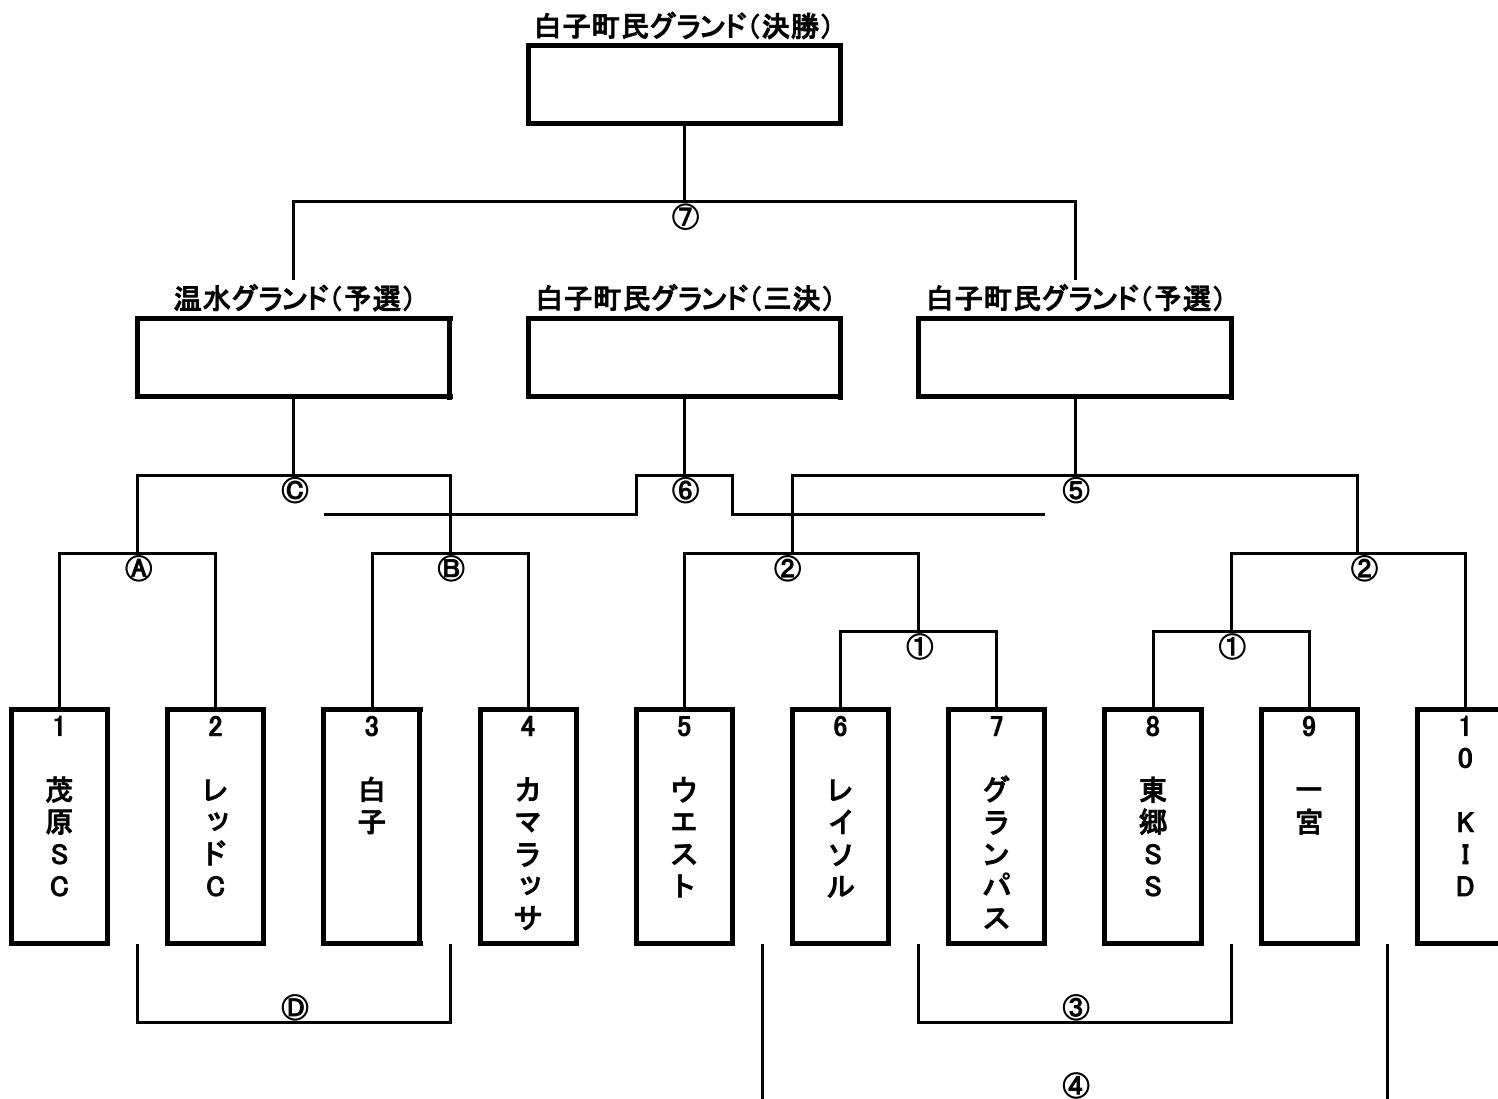 白子町民グランド（決勝）
⑦
温水グランド（予選）
白子町民グランド（三決）
白子町民グランド（予選）
Ⓒ
⑥
⑤
Ⓐ
Ⓑ
②
②
①
①
1 茂原SC
2 レッドC
3 白子
4 カマラッサ
5 ウエスト
6 レイソル
7 グランパス
8 東郷SS
9 一宮
10 KID
Ⓓ
③
④